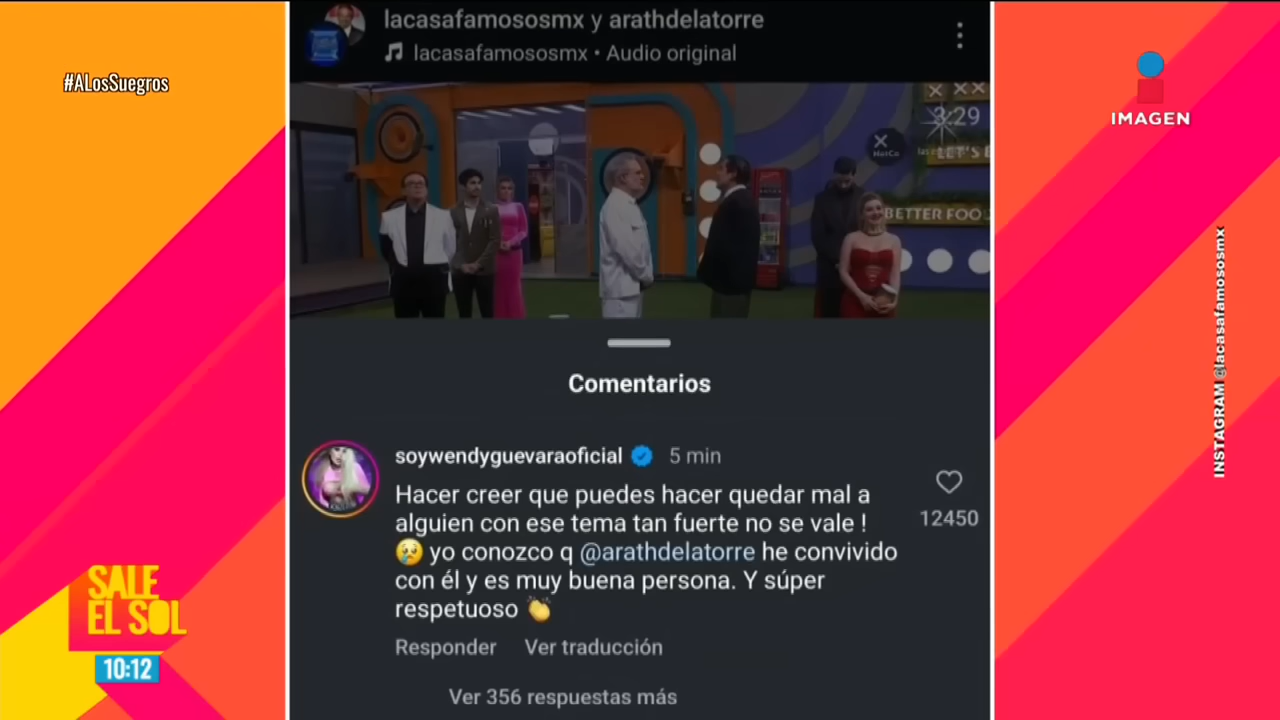 lacasafamososmx y arathdelatorre
lacasafamososmx • Audio original
#ALosSuegros
IMAGEN
3:29
LET'S B
BETTER FOO
Comentarios
soywendyguevaraoficial 5 min
Hacer creer que puedes hacer quedar mal a
alguien con ese tema tan fuerte no se vale !
😢 yo conozco q @arathdelatorre he convivido
con él y es muy buena persona. Y súper
respetuoso 👏
12450
Responder Ver traducción
Ver 356 respuestas más
INSTAGRAM @lacasafamososmx
SALE
EL SOL
10:12